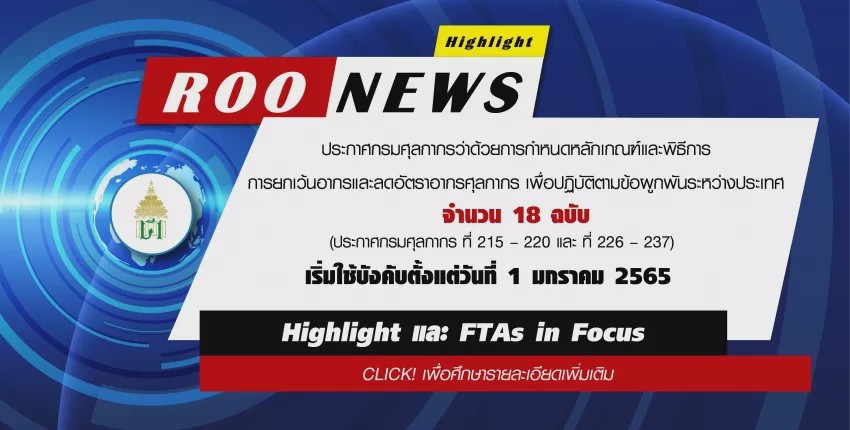 Highlight
ROO NEWS
ประกาศกรมศุลกากรว่าด้วยการกำหนดหลักเกณฑ์และพิธีการ
การยกเว้นอากรและลดอัตราอากรศุลกากร เพื่อปฏิบัติตามข้อผูกพันระหว่างประเทศ
จำนวน 18 ฉบับ
(ประกาศกรมศุลกากร ที่ 215 - 220 และ ที่ 226 - 237)
เริ่มใช้บังคับตั้งแต่วันที่ 1 มกราคม 2565
Highlight และ FTAs in Focus
CLICK! เพื่อศึกษารายละเอียดเพิ่มเติม